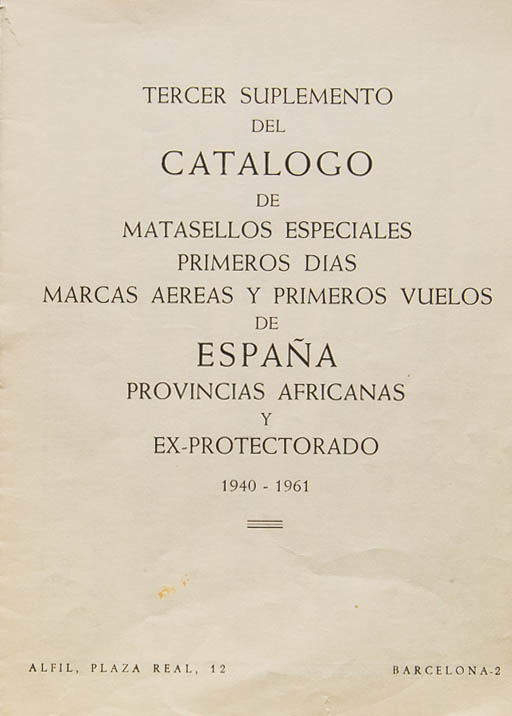 TERCER SUPLEMENTO
DEL
CATALOGO
DE
MATASELLOS ESPECIALES
PRIMEROS DIAS
MARCAS AEREAS Y PRIMEROS VUELOS
DE
ESPAÑA
PROVINCIAS AFRICANAS
Y
EX-PROTECTORADO
1940 - 1961
ALFIL, PLAZA REAL, 12 BARCELONA-2